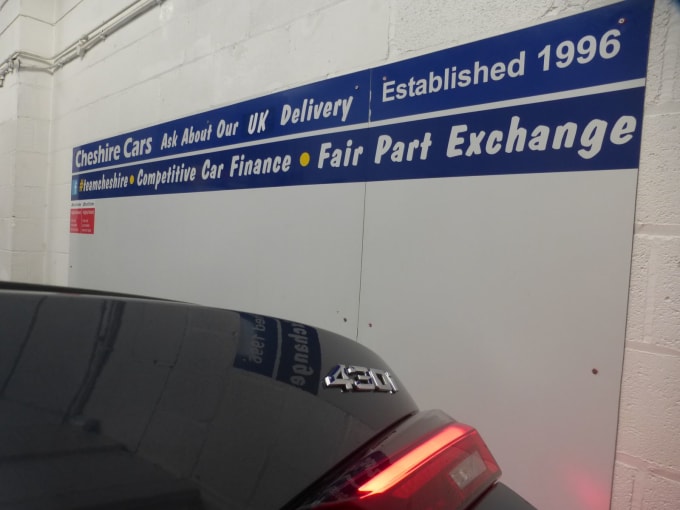 Cheshire Cars Ask About Our UK Delivery Established 1996
#teamcheshire • Competitive Car Finance • Fair Part Exchange
430i